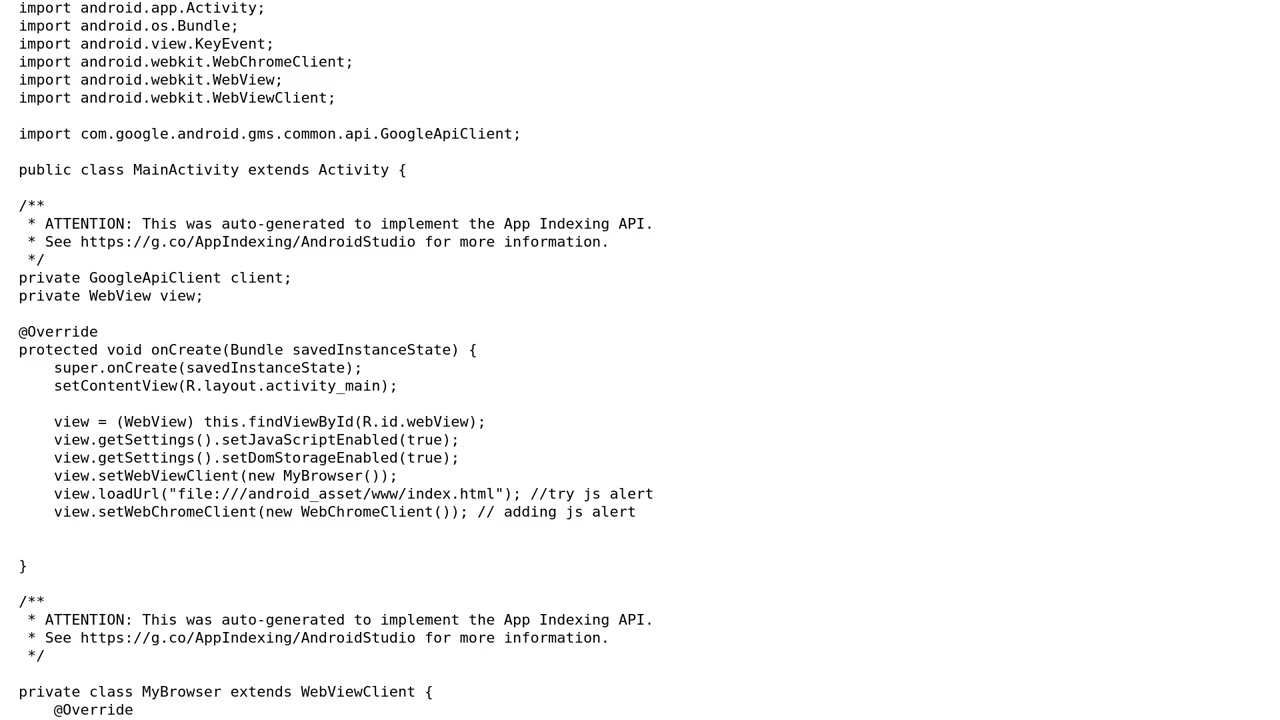 import android.app.Activity;
import android.os.Bundle;
import android.view.KeyEvent;
import android.webkit.WebChromeClient;
import android.webkit.WebView;
import android.webkit.WebViewClient;

import com.google.android.gms.common.api.GoogleApiClient;

public class MainActivity extends Activity {

/**
 * ATTENTION: This was auto-generated to implement the App Indexing API.
 * See https://g.co/AppIndexing/AndroidStudio for more information.
 */
private GoogleApiClient client;
private WebView view;

@Override
protected void onCreate(Bundle savedInstanceState) {
    super.onCreate(savedInstanceState);
    setContentView(R.layout.activity_main);

    view = (WebView) this.findViewById(R.id.webView);
    view.getSettings().setJavaScriptEnabled(true);
    view.getSettings().setDomStorageEnabled(true);
    view.setWebViewClient(new MyBrowser());
    view.loadUrl("file:///android_asset/www/index.html"); //try js alert
    view.setWebChromeClient(new WebChromeClient()); // adding js alert


}

/**
 * ATTENTION: This was auto-generated to implement the App Indexing API.
 * See https://g.co/AppIndexing/AndroidStudio for more information.
 */

private class MyBrowser extends WebViewClient {
    @Override